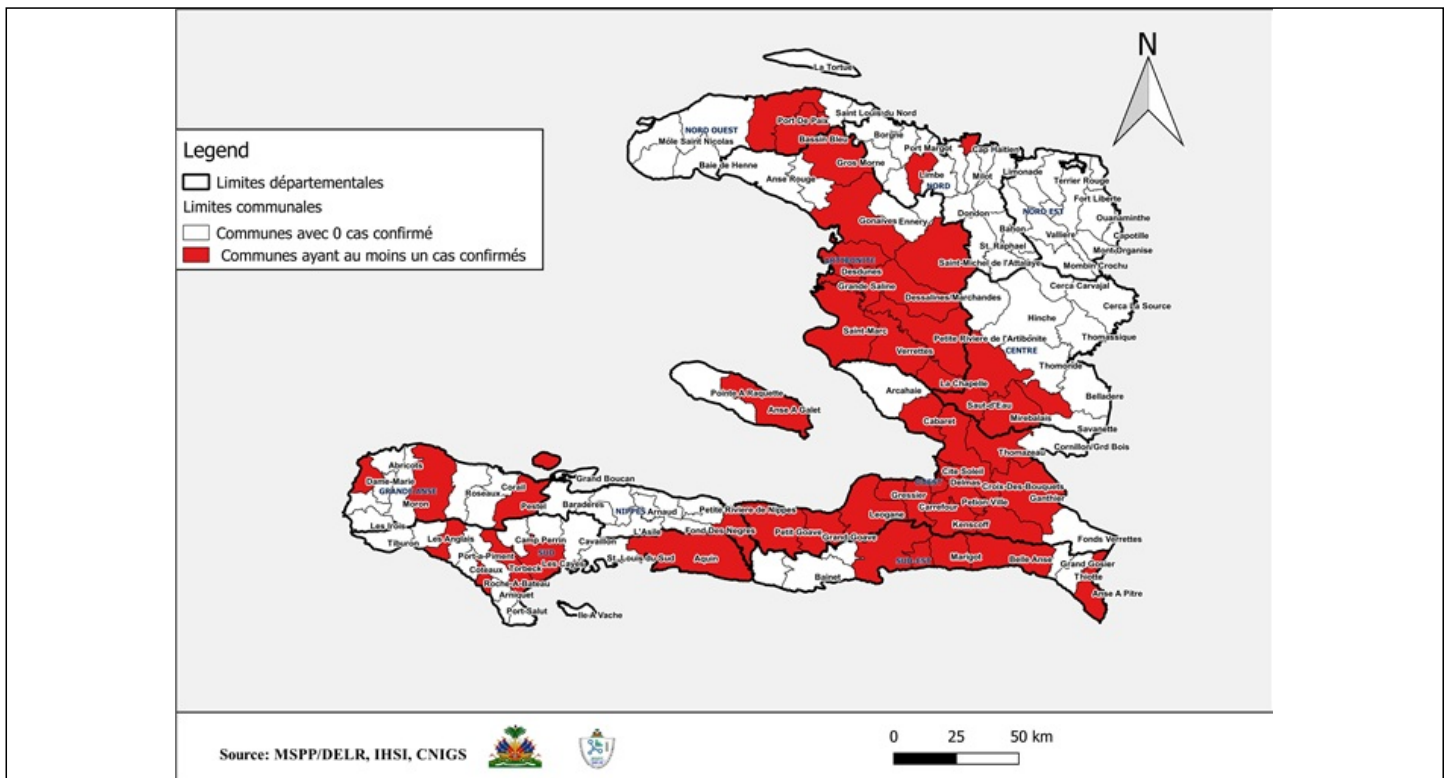 N
La Tortue
Saint Louis du Nord
Port De Paix
NORD OUEST
Môle Saint Nicolas
Bassin Bleu
Borgne
Port Margot
Cap Haïtien
Baie de Henne
Gros Morne
Limbe
Milot
Limonade
Terrier Rouge
Anse Rouge
NORD
Fort Liberte
Dondon
NORD EST
Ouanaminthe
Gonaives
Ennery
Bahon
Valliere
Capotille
St. Raphael
Mont-Organise
Saint-Michel de l'Attalaye
Mombin Crochu
ARTIBONITE
Desdunes
Grande Saline
Cerca Carvajal
Dessalines/Marchandes
Cerca La Source
Hinche
Saint-Marc
Petite Riviere de l'Artibonite
Thomassique
Verrettes
CENTRE
Thomonde
La Chapelle
Arcahaie
Belladere
Pointe A Raquette
Saut-d'Eau
Anse A Galet
Cabaret
Mirebalais
Savanette
Cornillon/Grd Bois
Thomazeau
Abricots
Cite Soleil
Grand Boucan
Dame-Marie
Corail
Delmas
Croix-Des-Bouquets
GRANDE ANSE
Roseaux
OUEST
Gressier
Ganthier
Moron
Pestel
Baraderes
Petite Riviere de Nippes
Carrefour
Petion Ville
NIPPES
Arnaud
Leogane
Les Irois
Kenscoff
L'Asile
Fond Des Negres
Petit Goave
Grand Goave
Tiburon
Les Anglais
Camp Perrin
Cavaillon
Fonds Verrettes
Port-a-Piment
SUD
Les Cayes
St. Louis du Sud
Aquin
SUD-EST
Marigot
Belle Anse
Grand Gosier
Coteaux
Torbeck
Bainet
Thiotte
Roche-A-Bateau
Anse A Pitre
Arniquet
Port-Salut
Ile A Vache
Legend
Limites départementales
Limites communales
Communes avec 0 cas confirmé
Communes ayant au moins un cas confirmés
Source: MSPP/DELR, IHSI, CNIGS
0 25 50 km